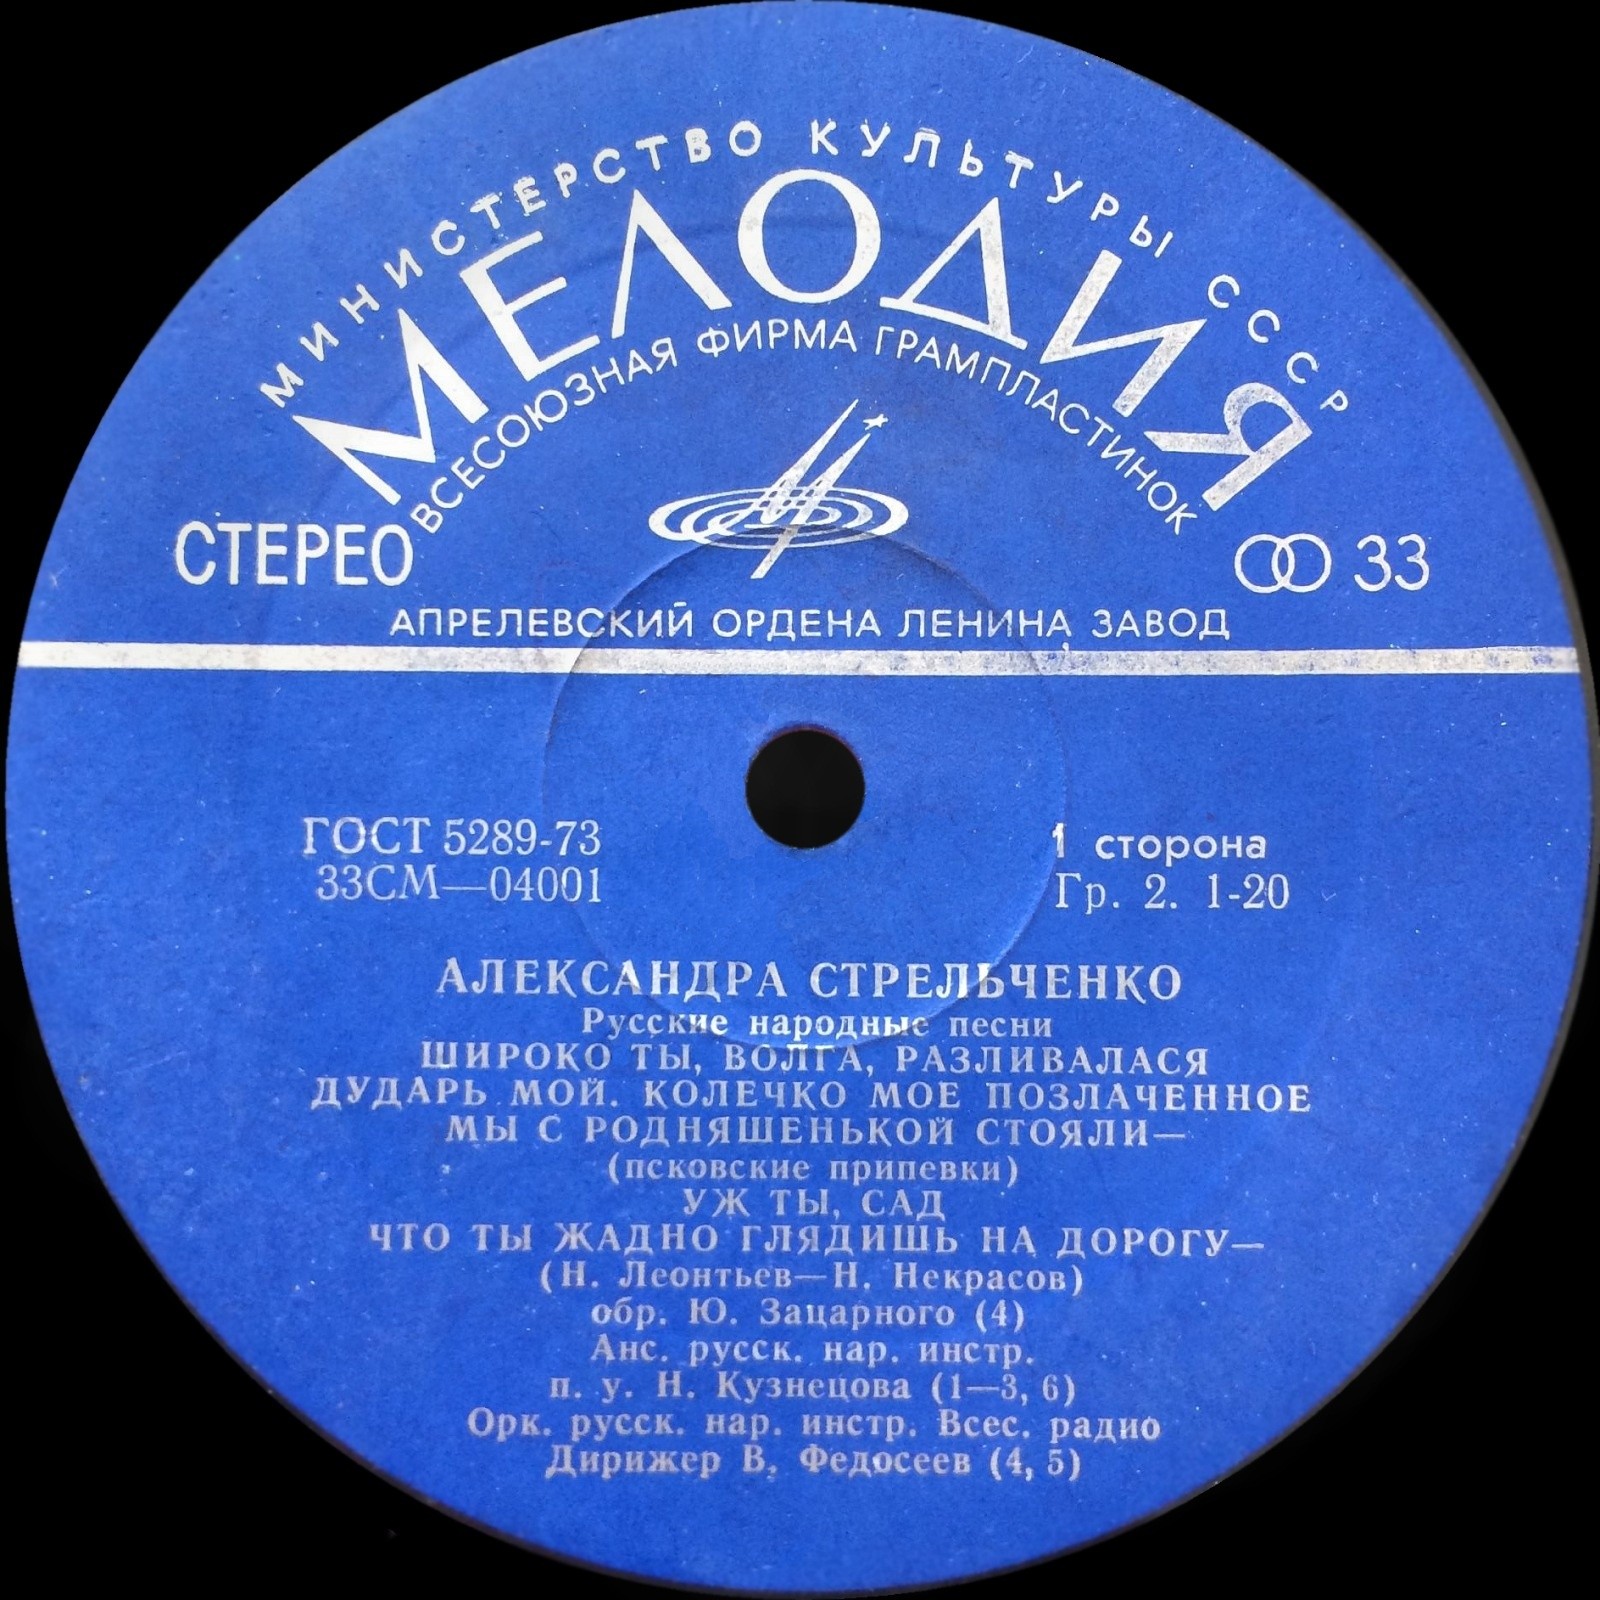 МИНИСТЕРСТВО КУЛЬТУРЫ СССР
МЕЛОДИЯ
ВСЕСОЮЗНАЯ ФИРМА ГРАМПЛАСТИНОК
СТЕРЕО
33
АПРЕЛЕВСКИЙ ОРДЕНА ЛЕНИНА ЗАВОД
ГОСТ 5289-73
33СМ—04001
1 сторона
Гр. 2. 1-20
АЛЕКСАНДРА СТРЕЛЬЧЕНКО
Русские народные песни
ШИРОКО ТЫ, ВОЛГА, РАЗЛИВАЛАСЯ
ДУДАРЬ МОЙ. КОЛЕЧКО МОЕ ПОЗЛАЧЕННОЕ
МЫ С РОДНЯШЕНЬКОЙ СТОЯЛИ—
(псковские припевки)
УЖ ТЫ, САД
ЧТО ТЫ ЖАДНО ГЛЯДИШЬ НА ДОРОГУ—
(Н. Леонтьев—Н. Некрасов)
обр. Ю. Зацарного (4)
Анс. русск. нар. инстр.
п. у. Н. Кузнецова (1—3, 6)
Орк. русск. нар. инстр. Всес. радио
Дирижер В. Федосеев (4, 5)